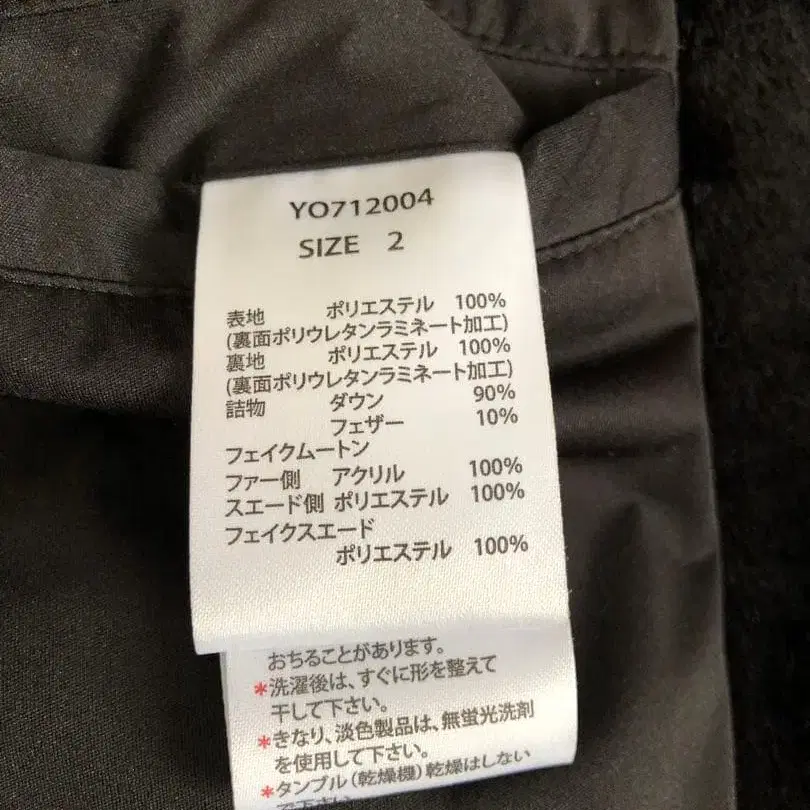 YO712004
SIZE 2
表地 ポリエステル 100%
(裏面ポリウレタンラミネート加工)
裏地 ポリエステル 100%
(裏面ポリウレタンラミネート加工)
詰物 ダウン 90%
フェザー 10%
フェイクムートン
ファー側 アクリル 100%
スエード側 ポリエステル 100%
フェイクスエード
ポリエステル 100%
おちることがあります。
*洗濯後は、すぐに形を整えて
干して下さい。
*きなり、淡色製品は、無蛍光洗剤
を使用して下さい。
*タンブル(乾燥機)乾燥はしない
で下さい